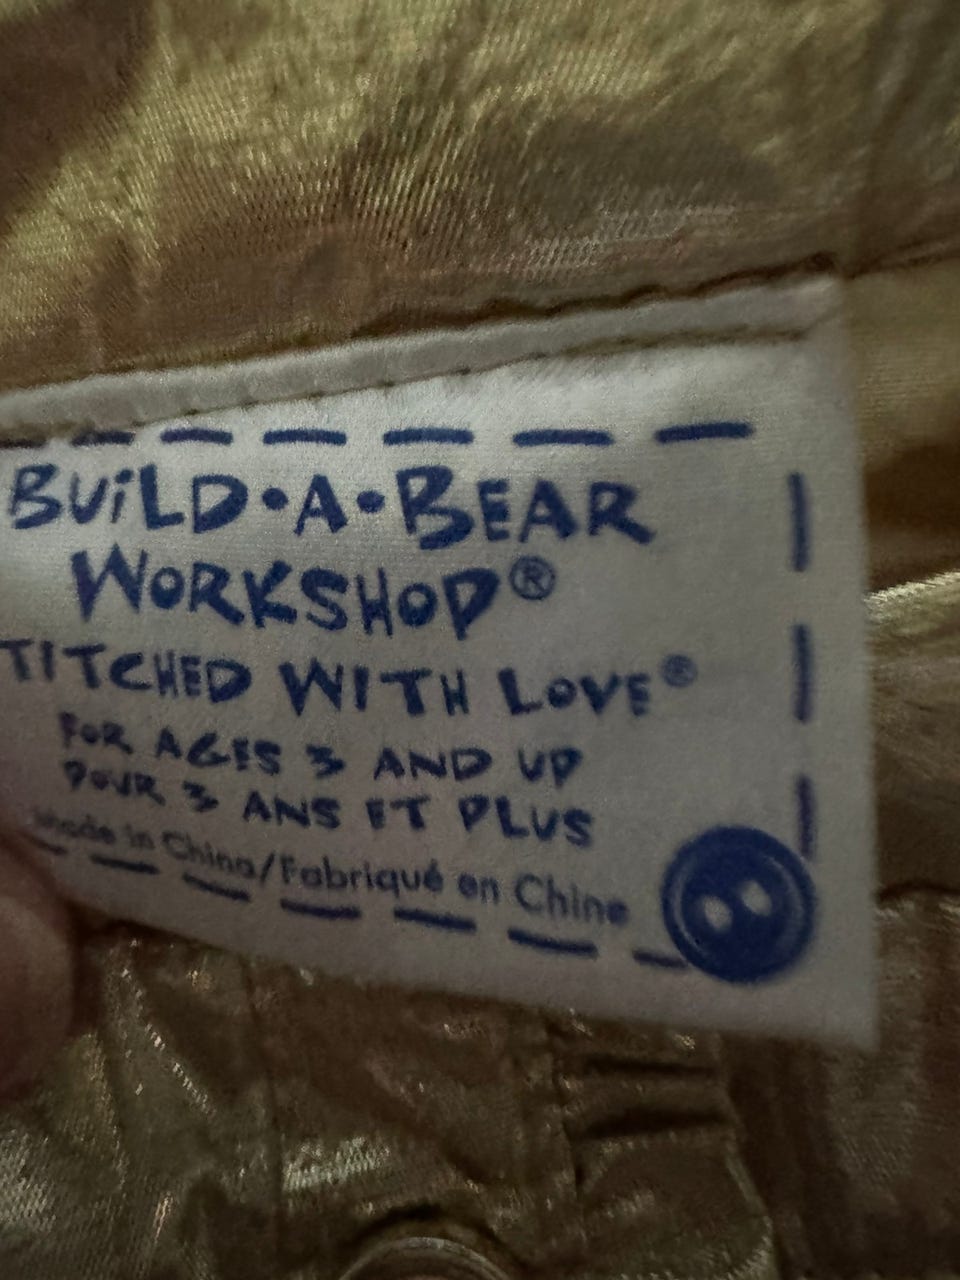 BUiLD•A•BEAR
WORKSHOP®
TITCHED WITH LOVE®
FOR AGES 3 AND UP
POUR 3 ANS ET PLUS
Made in China/Fabriqué en Chine